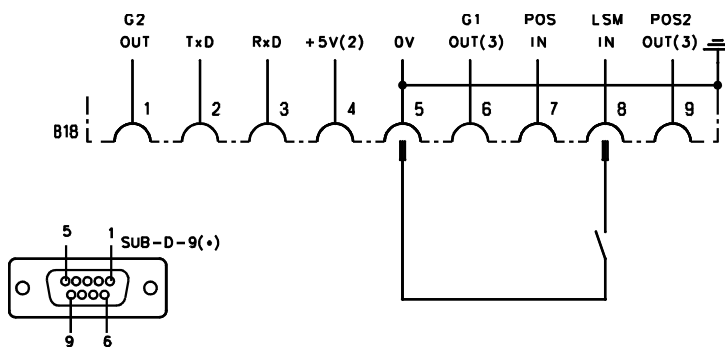 G2 G1 POS LSM POS2
OUT TxD RxD +5V(2) 0V OUT(3) IN IN OUT(3)
1 2 3 4 5 6 7 8 9
B18
5 1 SUB-D-9(•)
9 6